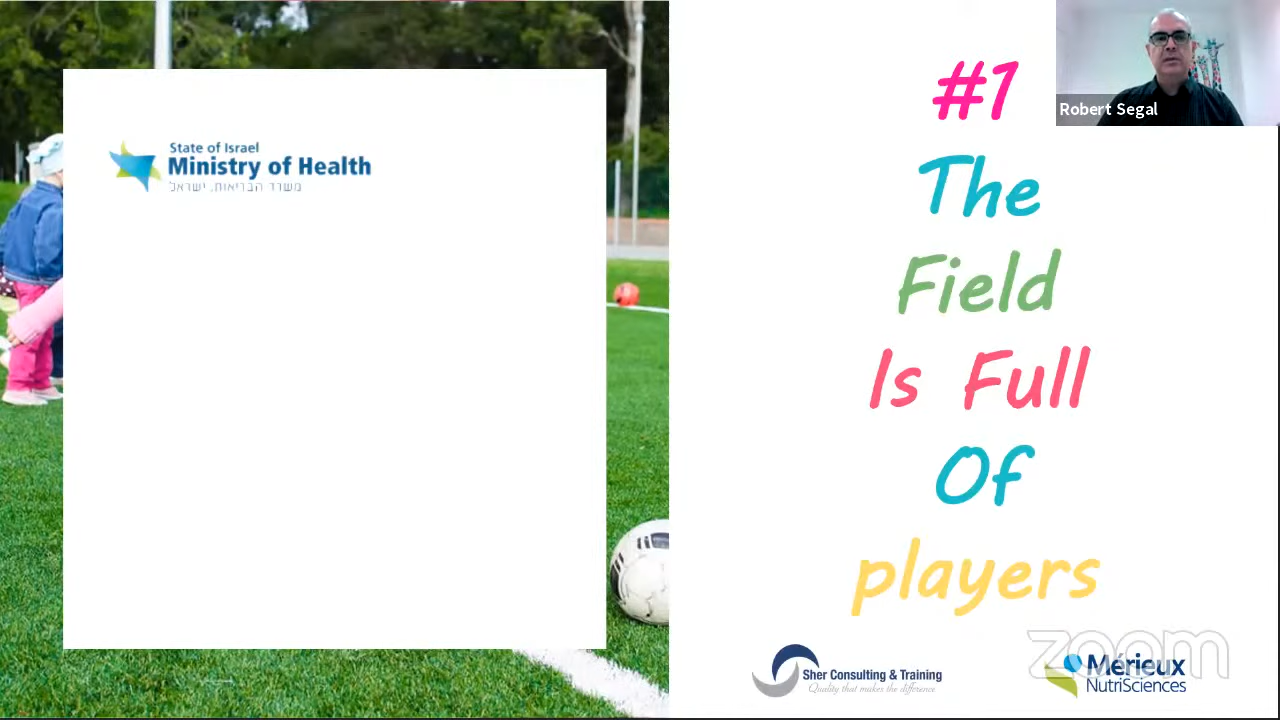 State of Israel
Ministry of Health
משרד הבריאות, ישראל
#1
The
Field
Is Full
Of
players
Robert Segal
Sher Consulting & Training
Quality that makes the difference
Mérieux
NutriSciences
zoom